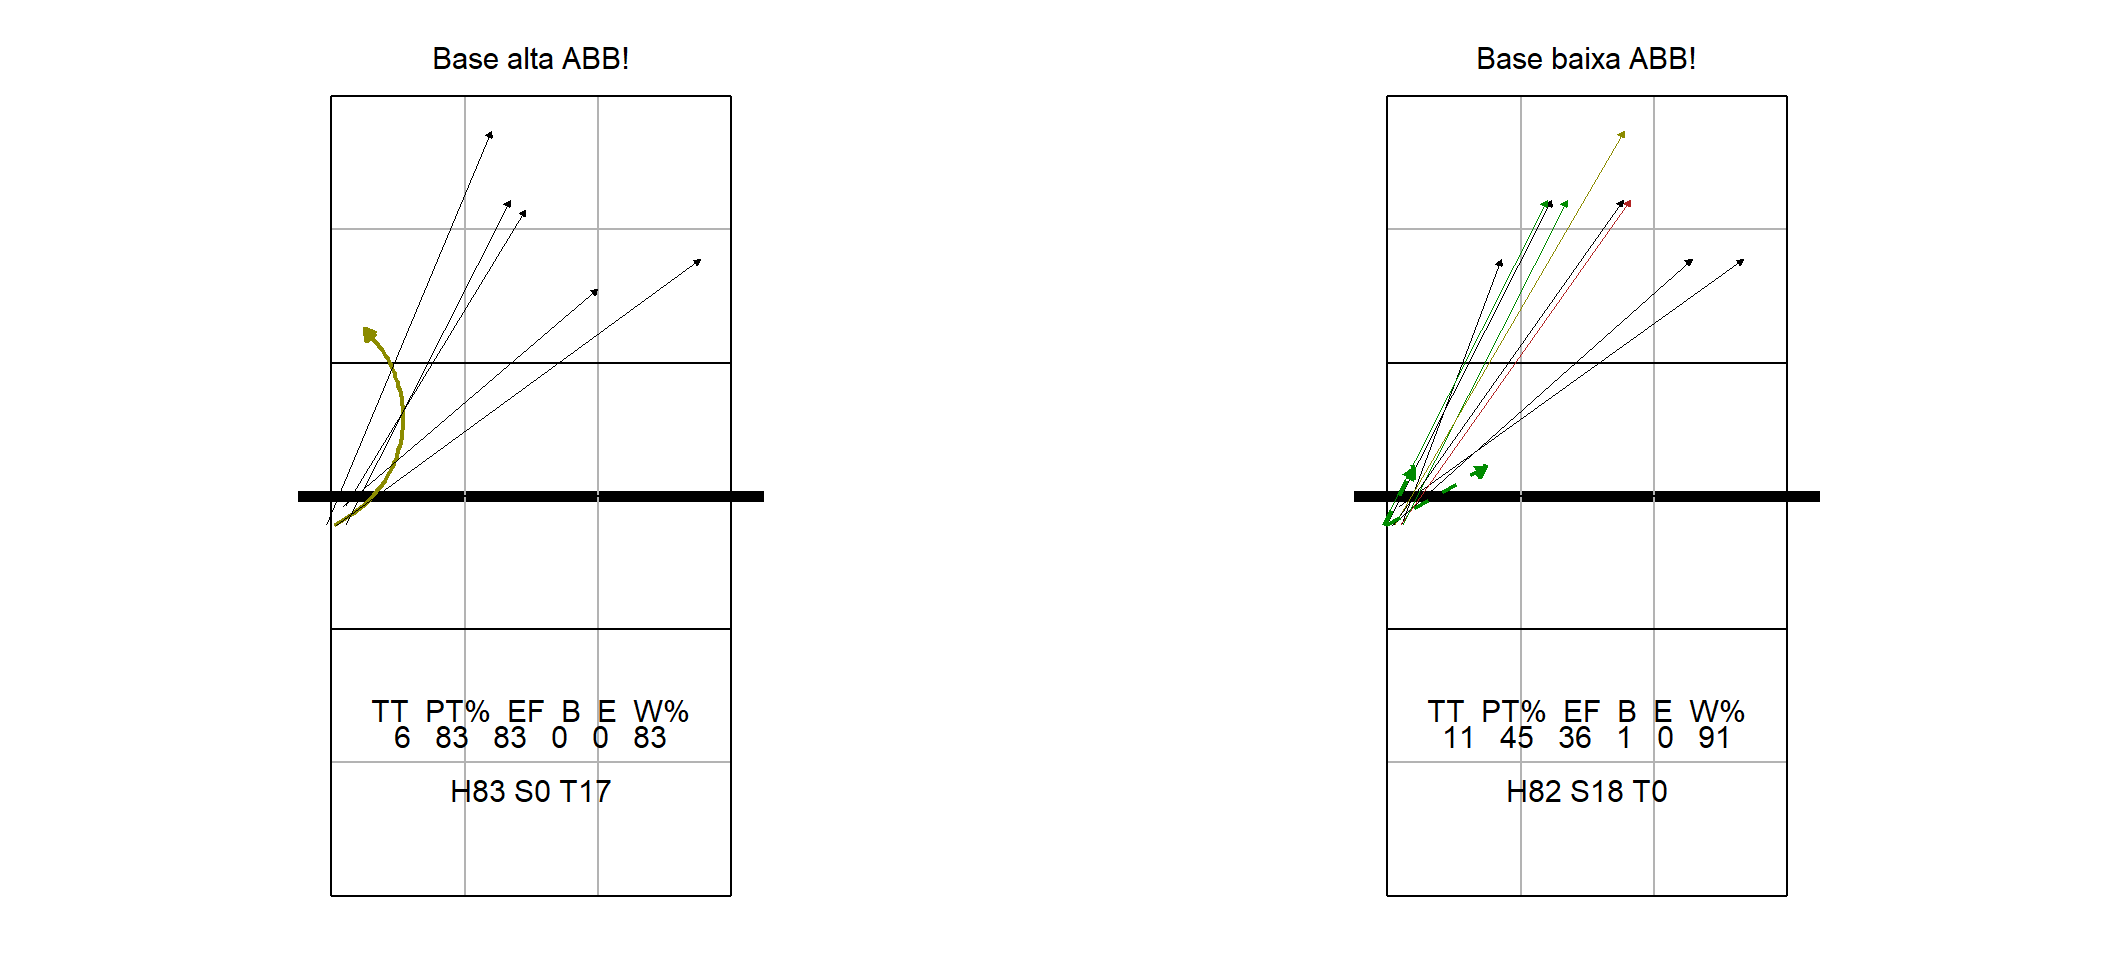 Base alta ABB!
TT PT% EF B E W%
6 83 83 0 0 83
H83 S0 T17
Base baixa ABB!
TT PT% EF B E W%
11 45 36 1 0 91
H82 S18 T0